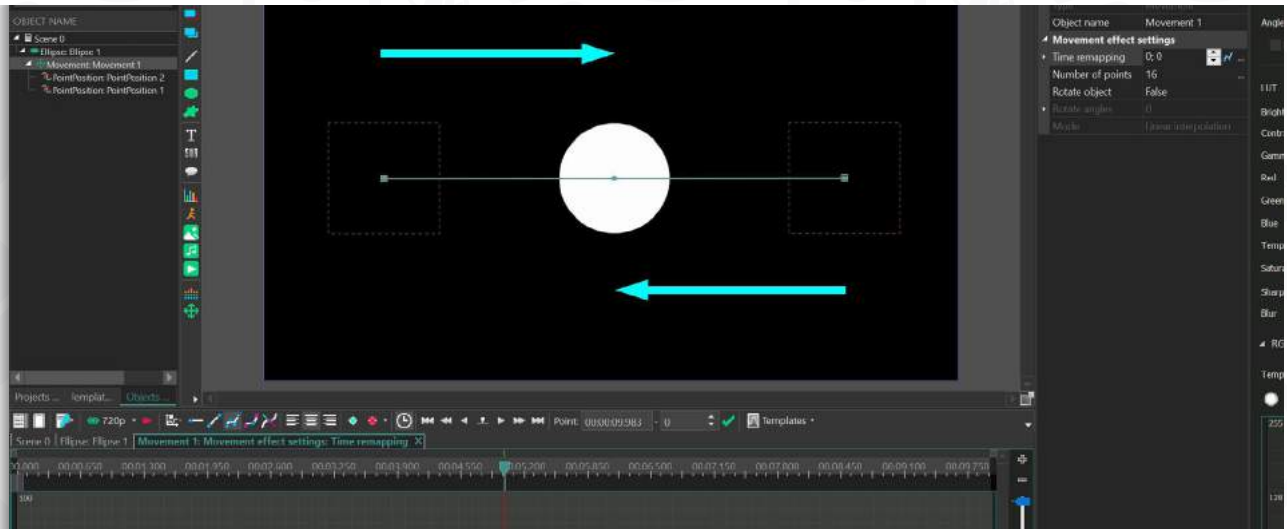 OBJECT NAME
Scene 0
Ellipse: Ellipse 1
Movement: Movement 1
PointPosition: PointPosition 2
PointPosition: PointPosition 1
T
Object name Movement 1
Movement effect settings
Time remapping 0; 0
Number of points 16
Rotate object False
Rotate angles 0
Mode Linear interpolation
Angle
LUT
Bright
Contr
Gamm
Red
Green
Blue
Temp
Satura
Sharp
Blur
RG
Temp
255
128
Projects ... Templat... Objects ...
720p
Point: 00:00:09.983 - 0
Templates
Scene 0 Ellipse: Ellipse 1 Movement 1: Movement effect settings: Time remapping X
0.000 00:00.650 00:01.300 00:01.950 00:02.600 00:03.250 00:03.900 00:04.550 05.200 00:05.850 00:06.500 00:07.150 00:07.800 00:08.450 00:09.100 00:09.750
100